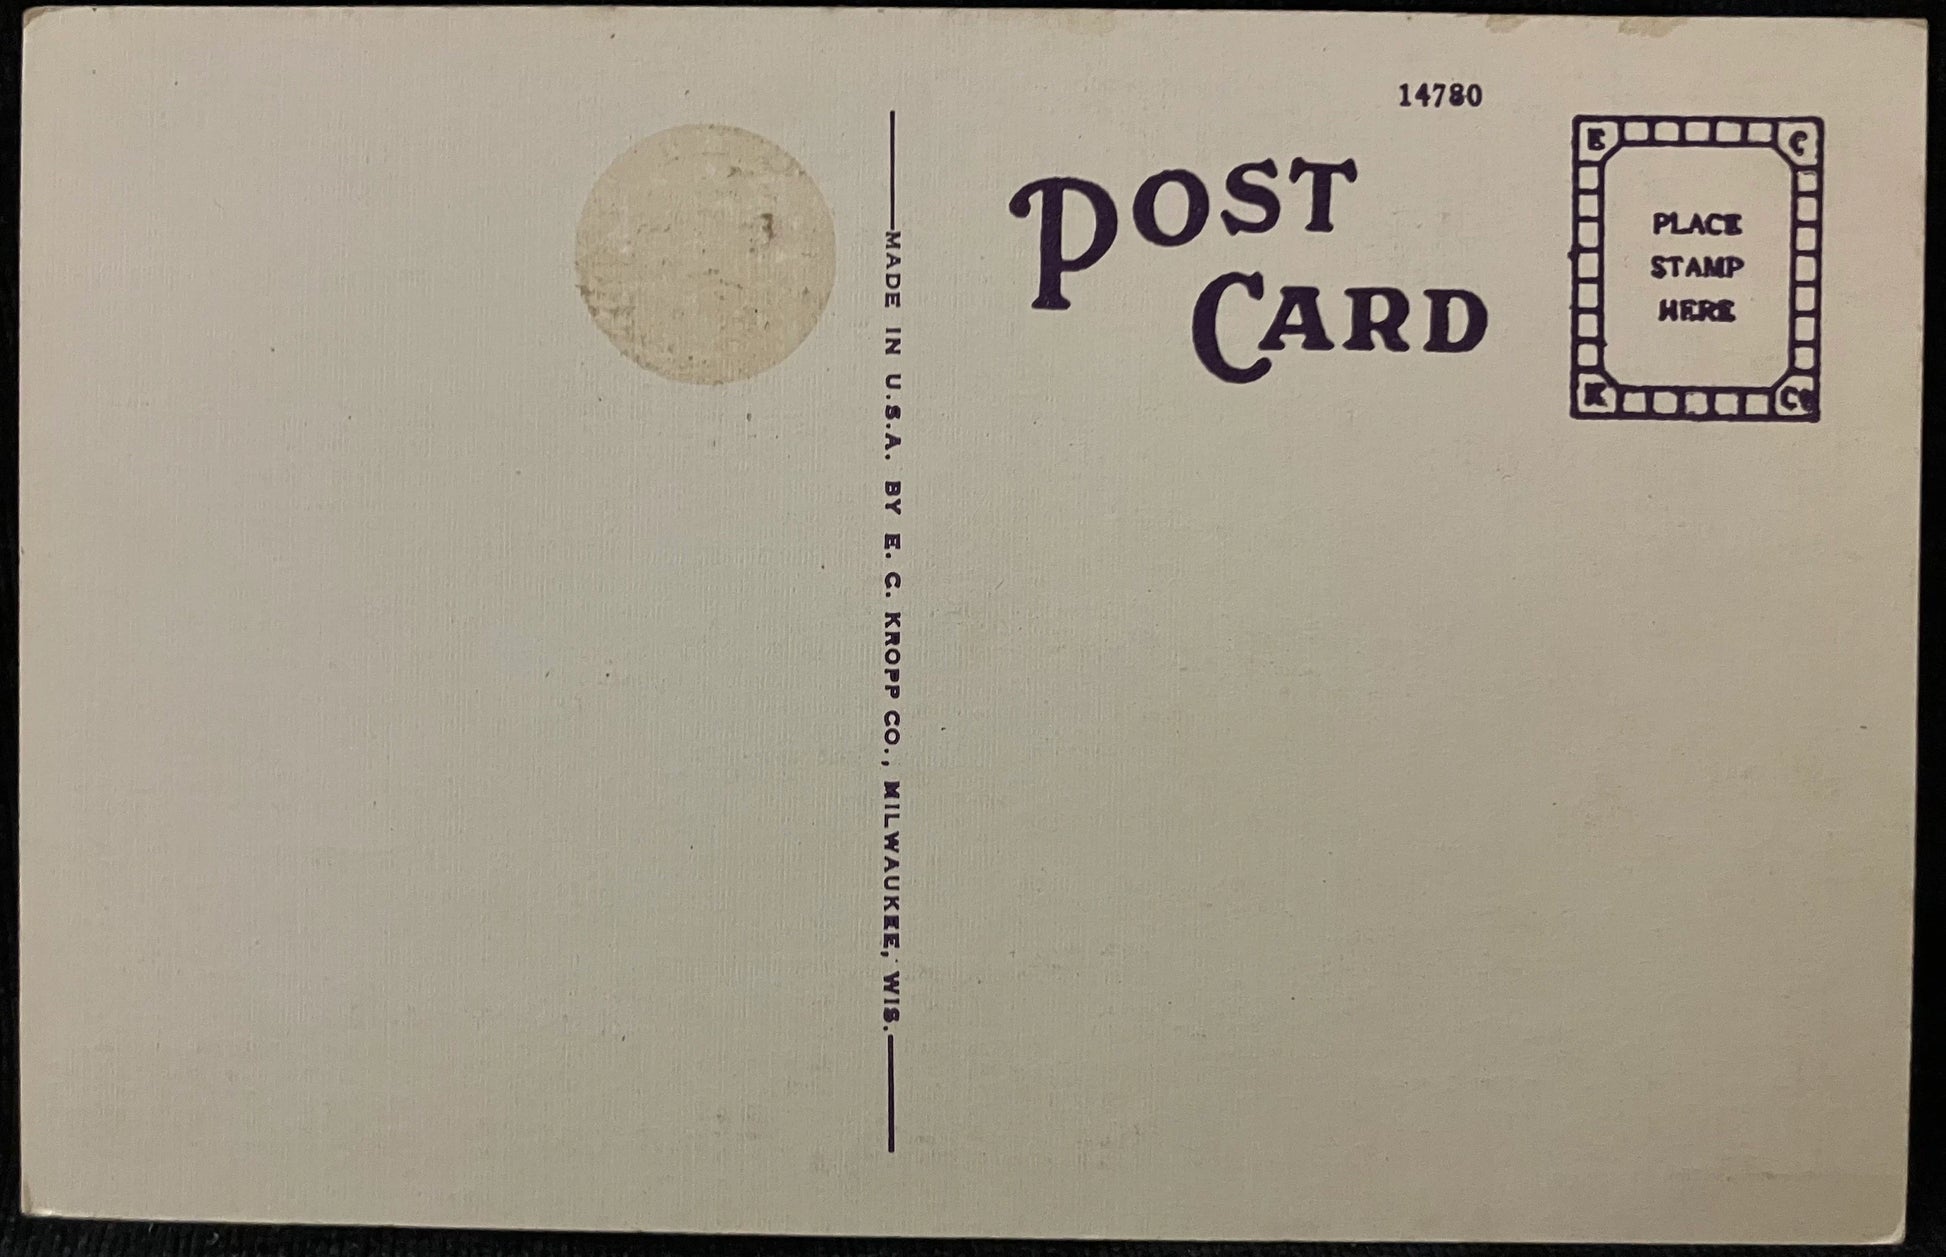 14780
POST
CARD
E C
PLACE
STAMP
HERE
K Co
MADE IN U.S.A. BY E. C. KROPP CO., MILWAUKEE, WIS.